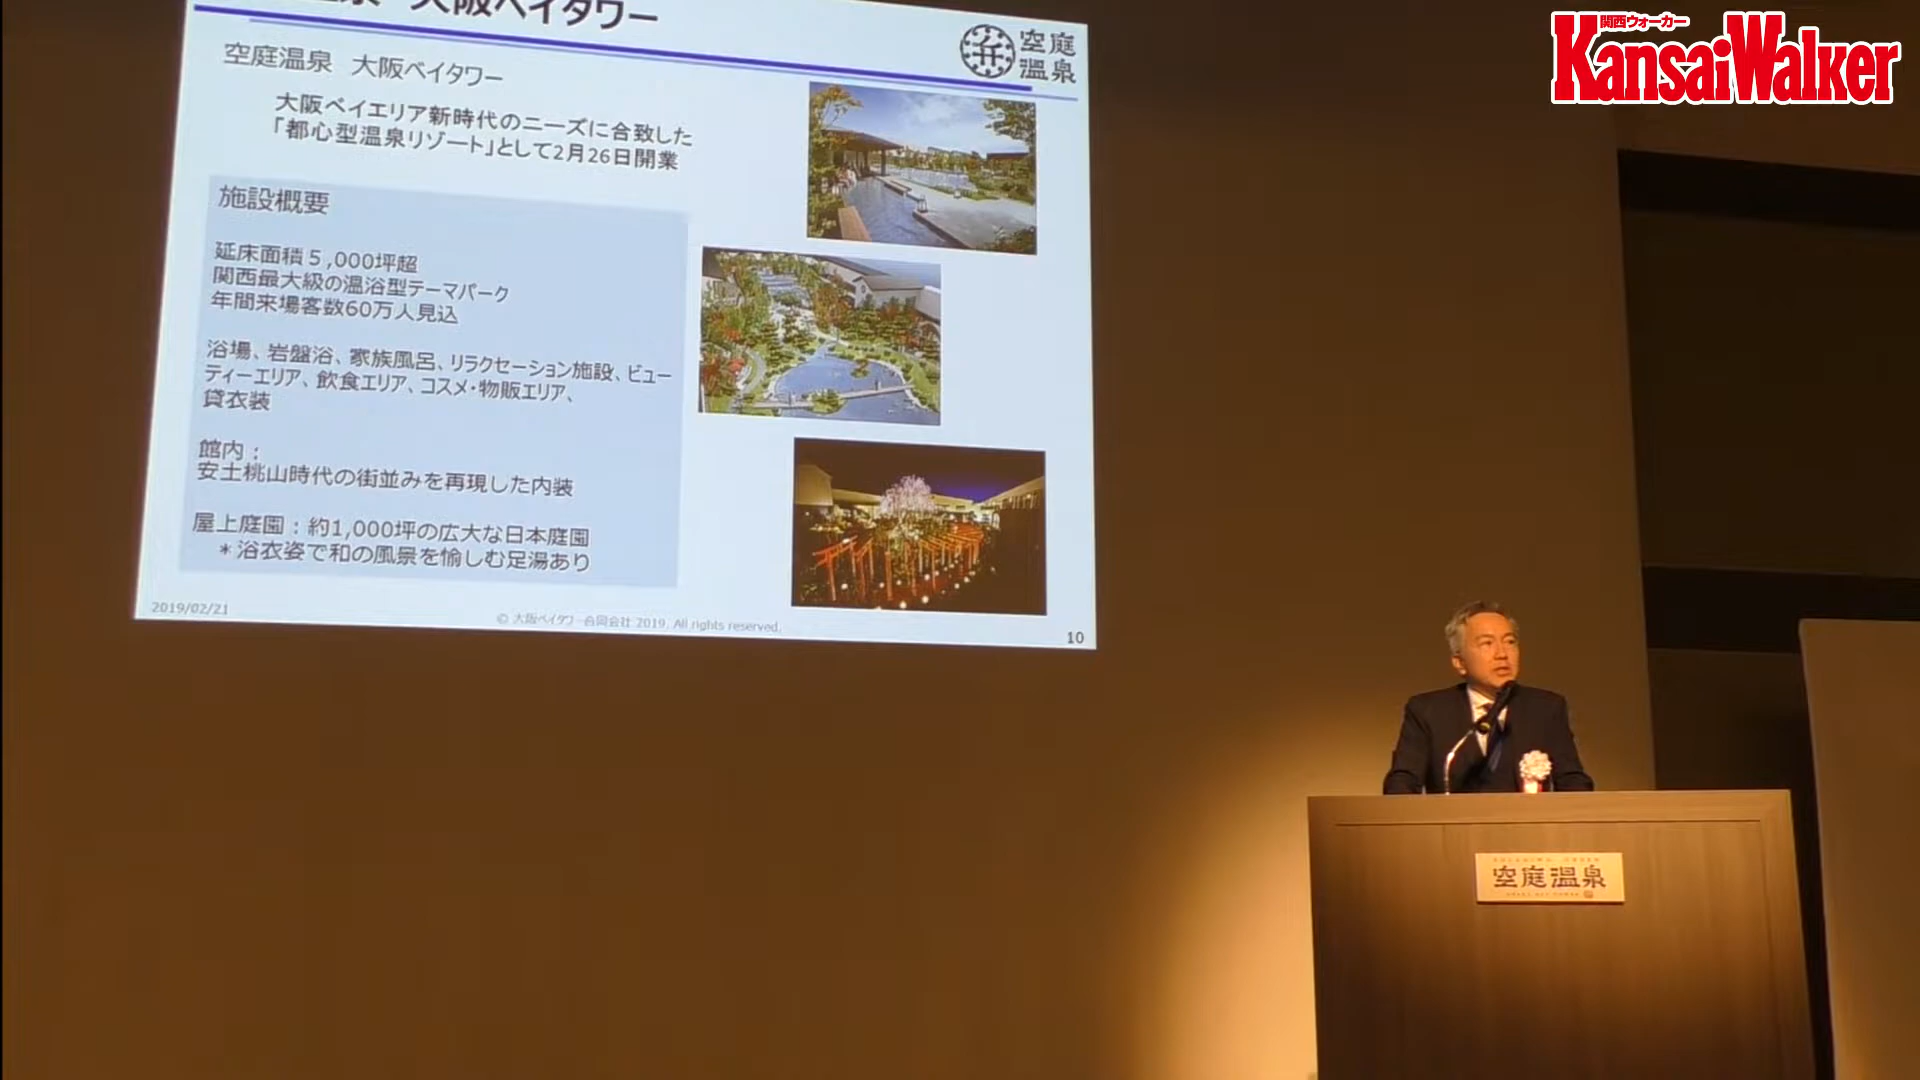 大阪ベイタワー
空庭温泉　大阪ベイタワー
大阪ベイエリア新時代のニーズに合致した
「都心型温泉リゾート」として2月26日開業
空庭
温泉
関西ウォーカー
KansaiWalker
施設概要
延床面積５,000坪超
関西最大級の温浴型テーマパーク
年間来場客数60万人見込
浴場、岩盤浴、家族風呂、リラクセーション施設、ビュー
ティーエリア、飲食エリア、コスメ・物販エリア、
貸衣装
館内：
安土桃山時代の街並みを再現した内装
屋上庭園：約1,000坪の広大な日本庭園
＊浴衣姿で和の風景を愉しむ足湯あり
2019/02/21
© 大阪ベイタワー合同会社 2019. All rights reserved.
10
空庭温泉